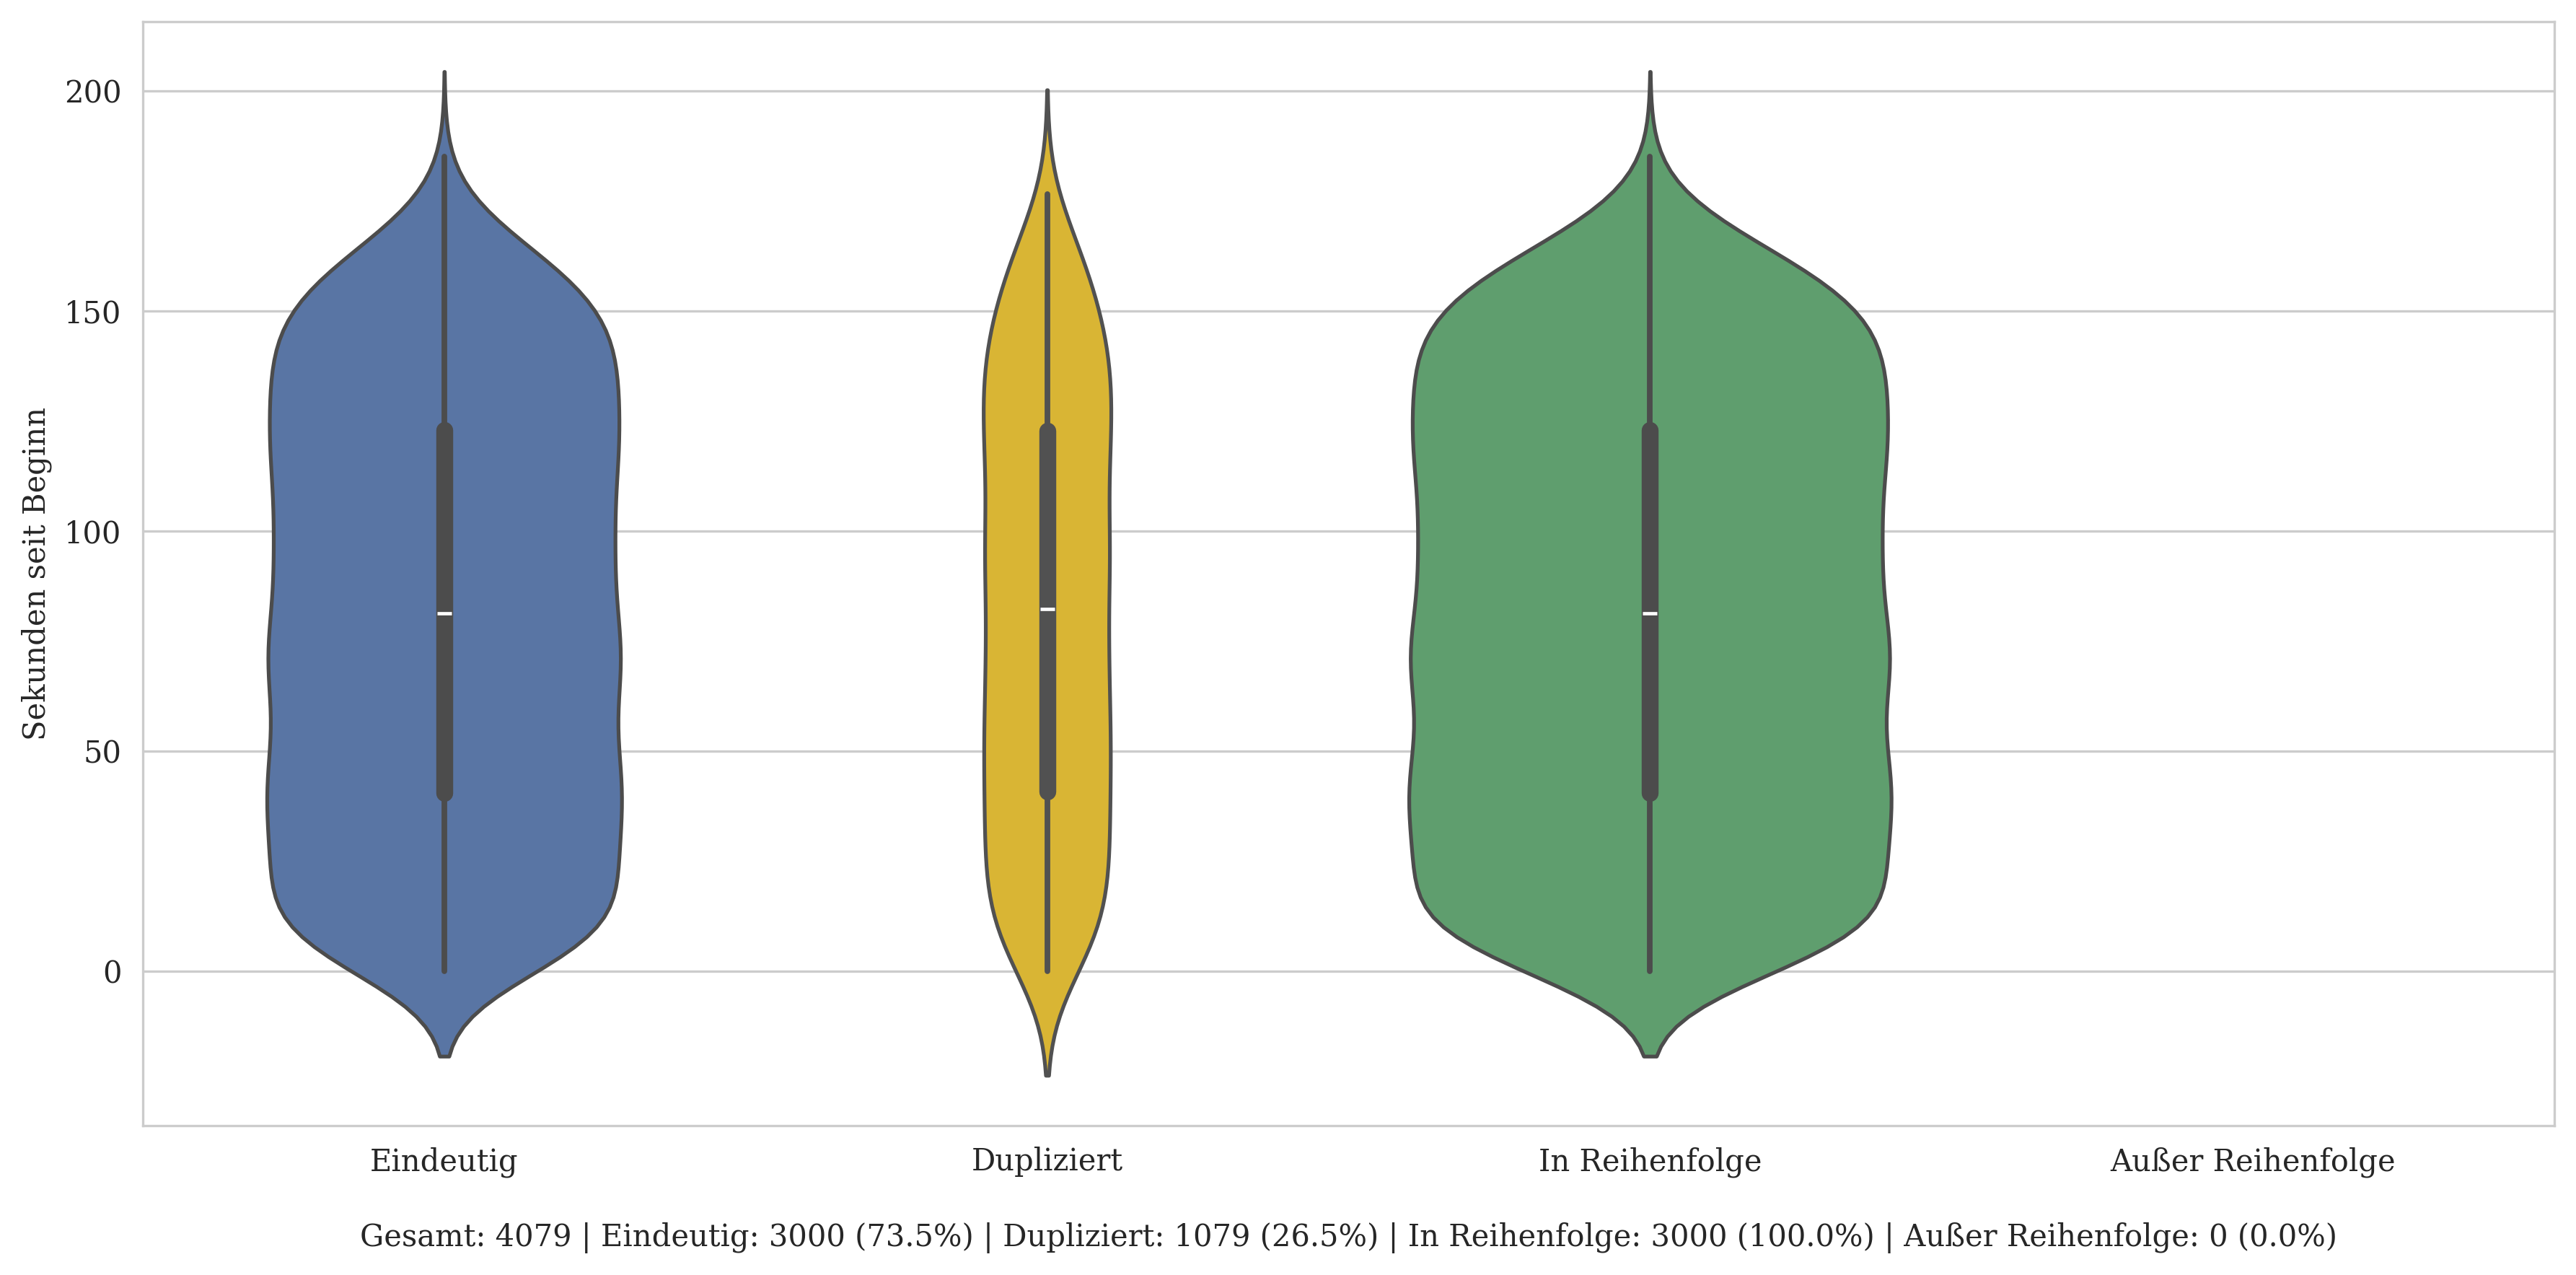 Sekunden seit Beginn
200
150
100
50
0
Eindeutig
Dupliziert
In Reihenfolge
Außer Reihenfolge
Gesamt: 4079 | Eindeutig: 3000 (73.5%) | Dupliziert: 1079 (26.5%) | In Reihenfolge: 3000 (100.0%) | Außer Reihenfolge: 0 (0.0%)